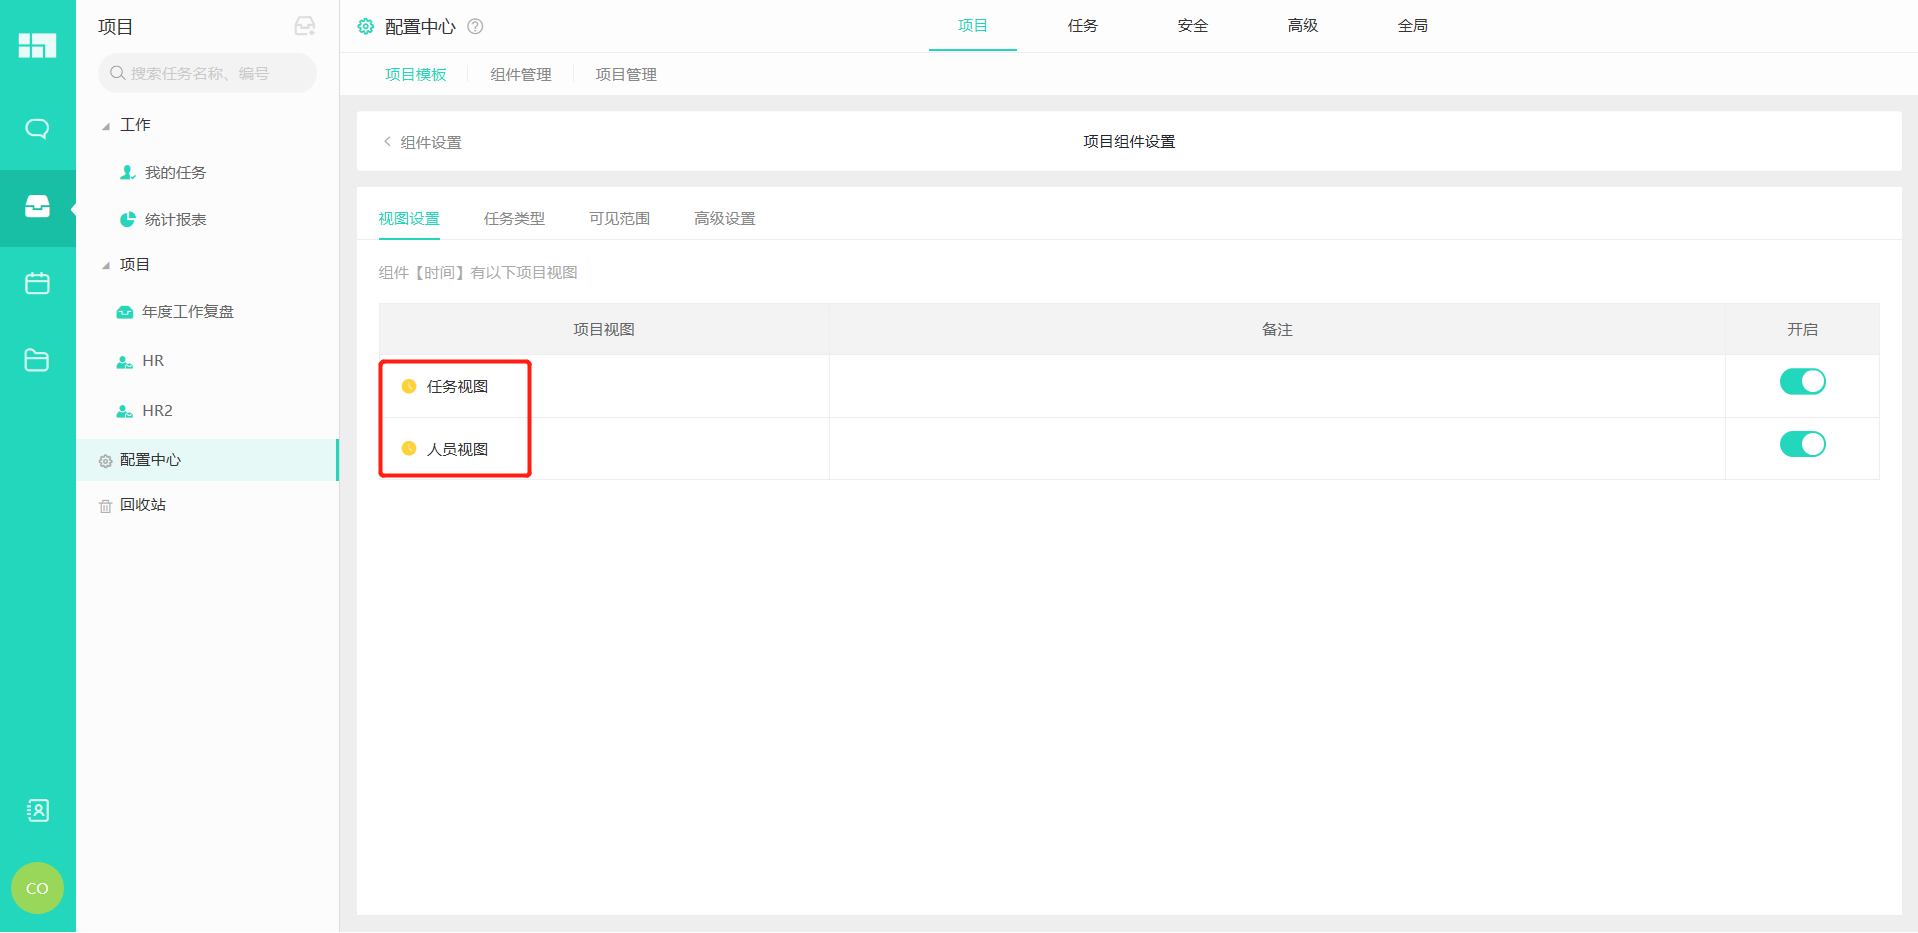 项目
搜索任务名称、编号
工作
我的任务
统计报表
项目
年度工作复盘
HR
HR2
配置中心
回收站
CO
配置中心 ?
项目 任务 安全 高级 全局
项目模板 组件管理 项目管理
< 组件设置 项目组件设置
视图设置 任务类型 可见范围 高级设置
组件【时间】有以下项目视图
项目视图 备注 开启
任务视图
人员视图